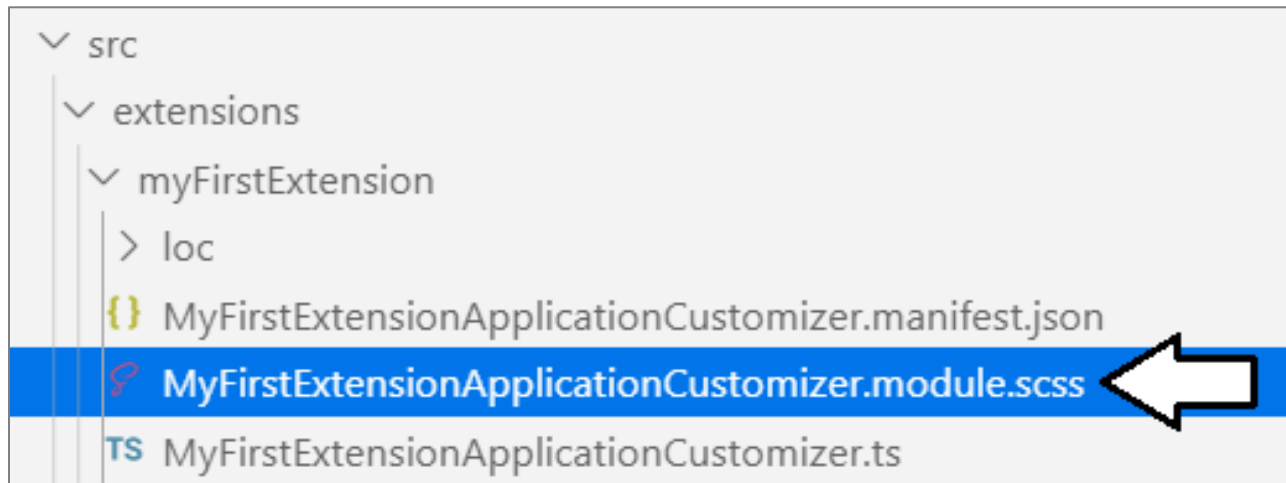 src
extensions
myFirstExtension
loc
{} MyFirstExtensionApplicationCustomizer.manifest.json
MyFirstExtensionApplicationCustomizer.module.scss
TS MyFirstExtensionApplicationCustomizer.ts